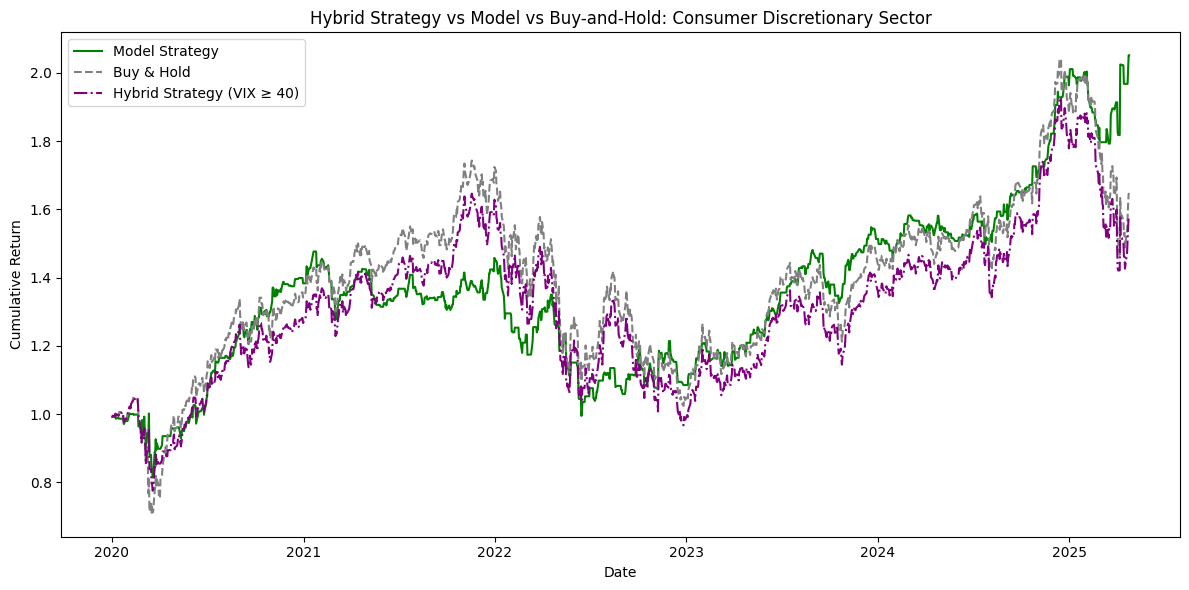 Hybrid Strategy vs Model vs Buy-and-Hold: Consumer Discretionary Sector
Model Strategy
Buy & Hold
Hybrid Strategy (VIX ≥ 40)
Cumulative Return
2.0
1.8
1.6
1.4
1.2
1.0
0.8
2020 2021 2022 2023 2024 2025
Date